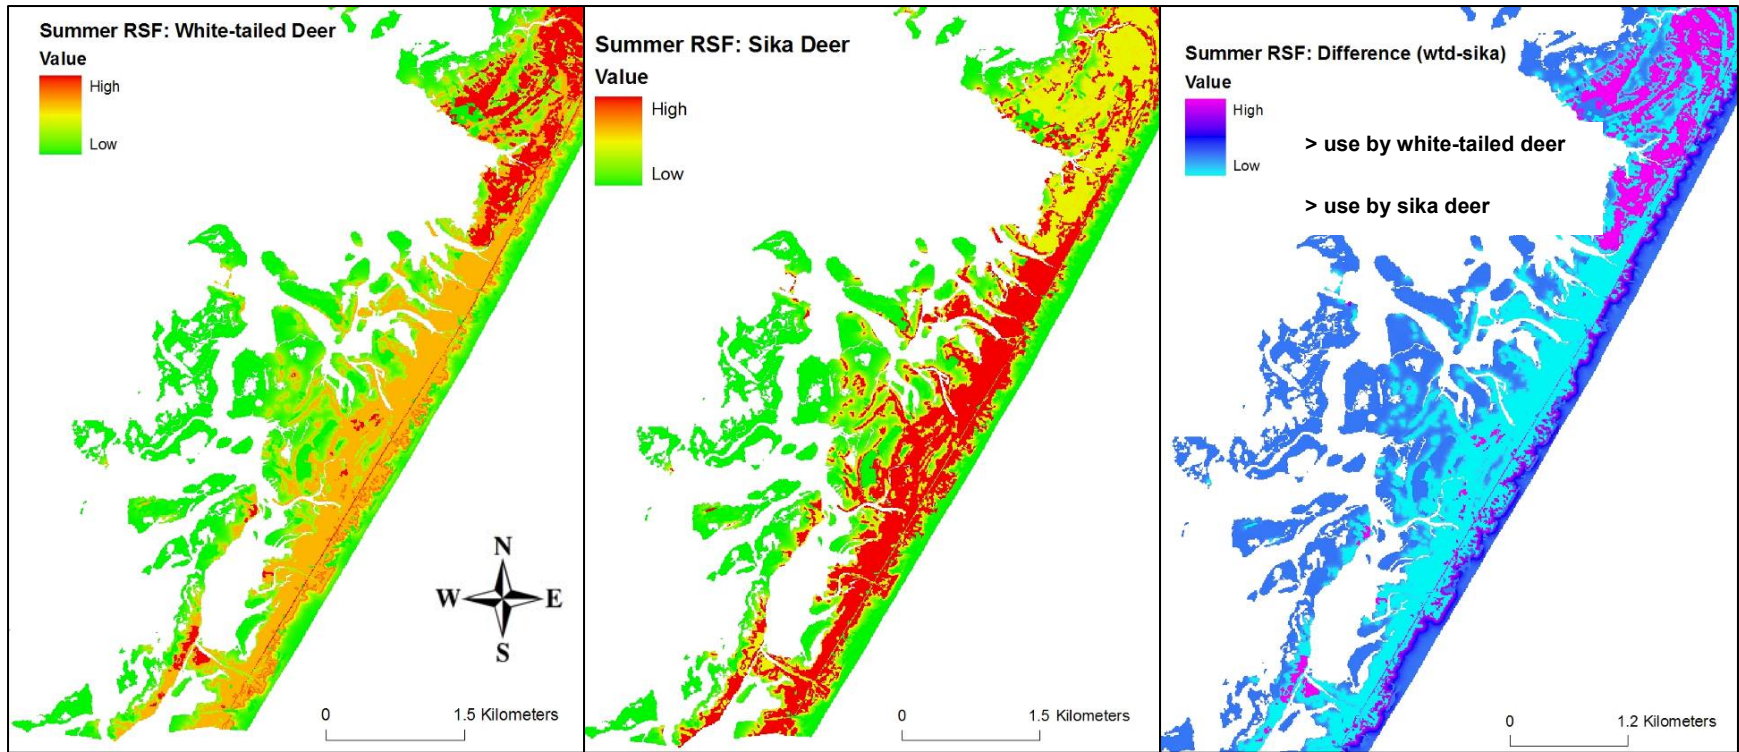 Summer RSF: White-tailed Deer
Value
High
Low
N
W E
S
0 1.5 Kilometers
Summer RSF: Sika Deer
Value
High
Low
0 1.5 Kilometers
Summer RSF: Difference (wtd-sika)
Value
High
> use by white-tailed deer
Low
> use by sika deer
0 1.2 Kilometers